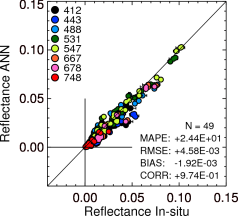 0.15
0.10
0.05
0.00
Reflectance ANN
412
443
488
531
547
667
678
748
N = 49
MAPE: +2.44E+01
RMSE: +4.58E-03
BIAS: -1.92E-03
CORR: +9.74E-01
0.00 0.05 0.10 0.15
Reflectance In-situ